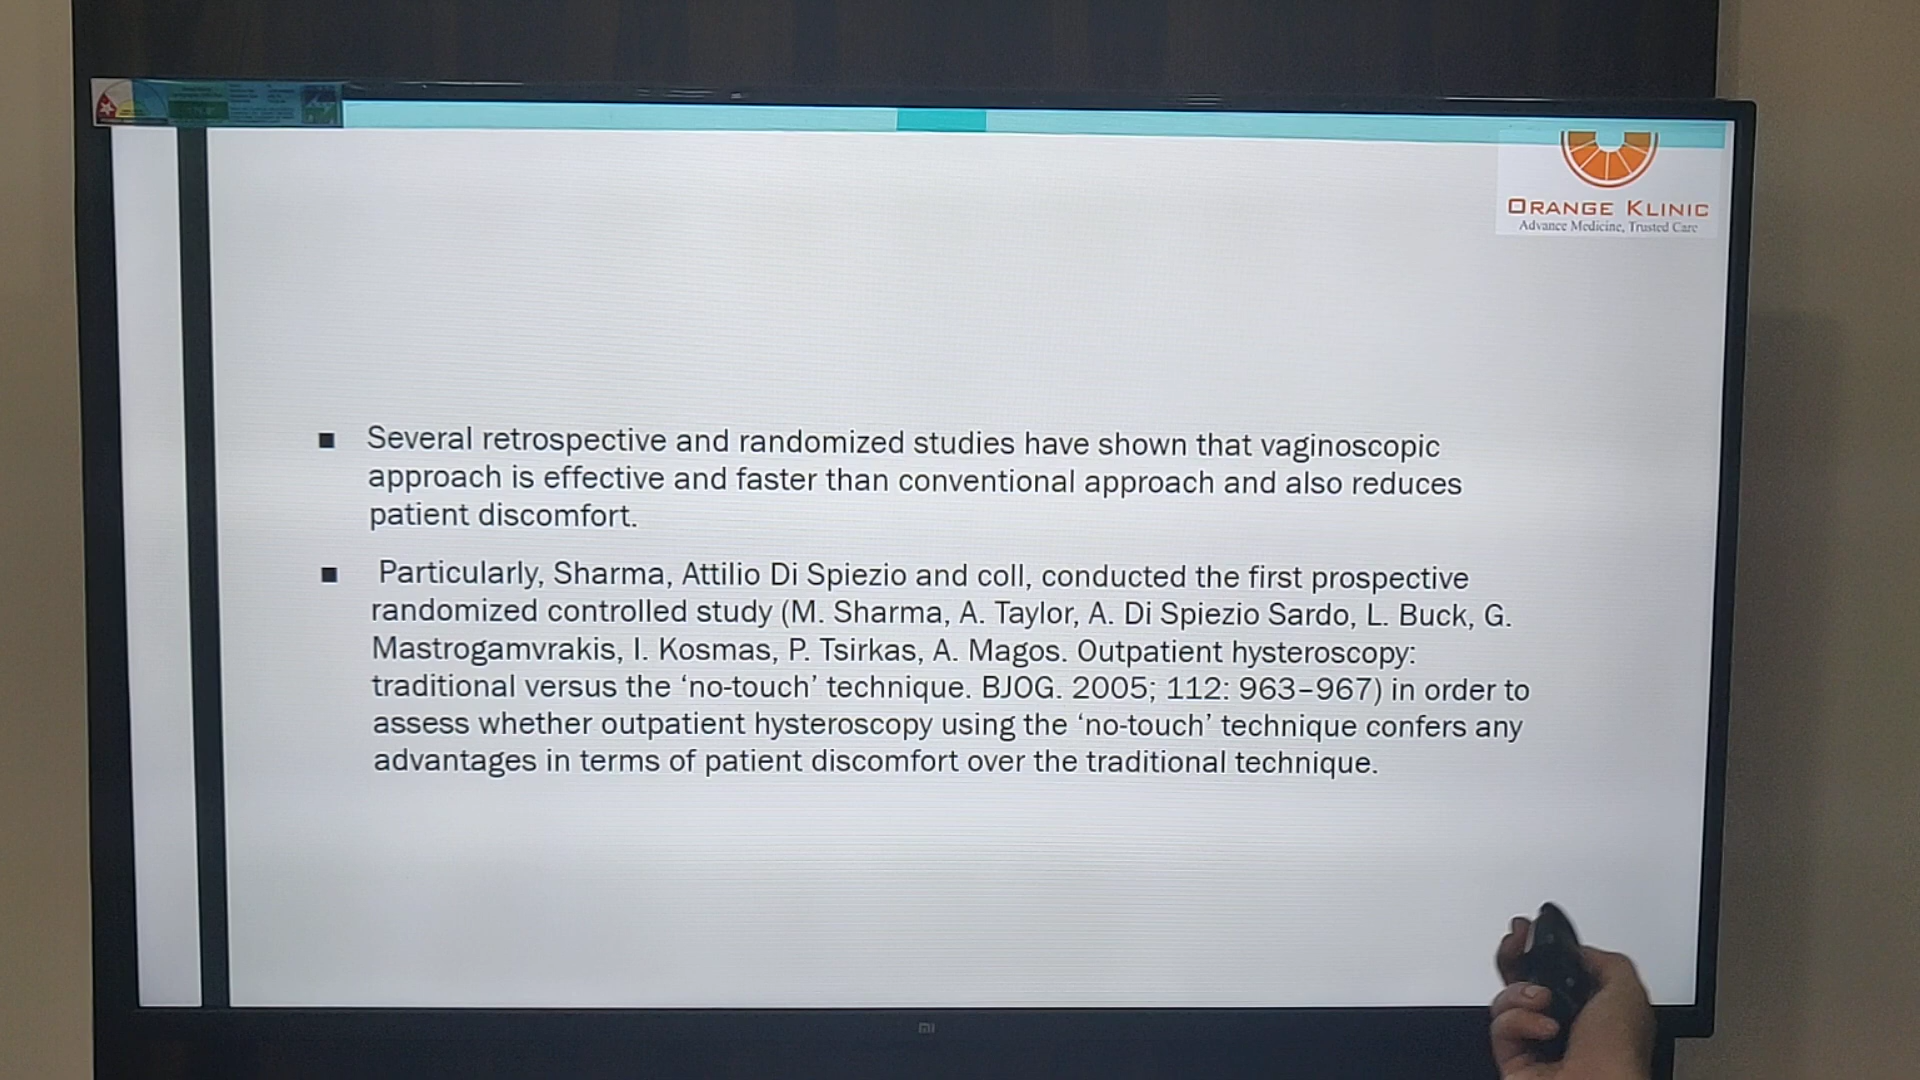 ORANGE KLINIC
Advance Medicine, Trusted Care
■ Several retrospective and randomized studies have shown that vaginoscopic
approach is effective and faster than conventional approach and also reduces
patient discomfort.
■ Particularly, Sharma, Attilio Di Spiezio and coll, conducted the first prospective
randomized controlled study (M. Sharma, A. Taylor, A. Di Spiezio Sardo, L. Buck, G.
Mastrogamvrakis, I. Kosmas, P. Tsirkas, A. Magos. Outpatient hysteroscopy:
traditional versus the ‘no-touch’ technique. BJOG. 2005; 112: 963–967) in order to
assess whether outpatient hysteroscopy using the ‘no-touch’ technique confers any
advantages in terms of patient discomfort over the traditional technique.
mi